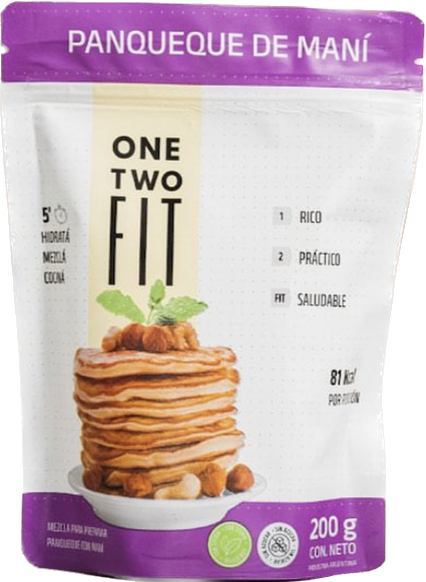 PANQUEQUE DE MANÍ
ONE
TWO
FIT
5'
HIDRATÁ
MEZCLÁ
COCINÁ
1 RICO
2 PRÁCTICO
FIT SALUDABLE
81 Kcal
POR PORCIÓN
MEZCLA PARA PREPARAR
PANQUEQUE CON MANÍ
200 g
CON. NETO
INDUSTRIA ARGENTINA